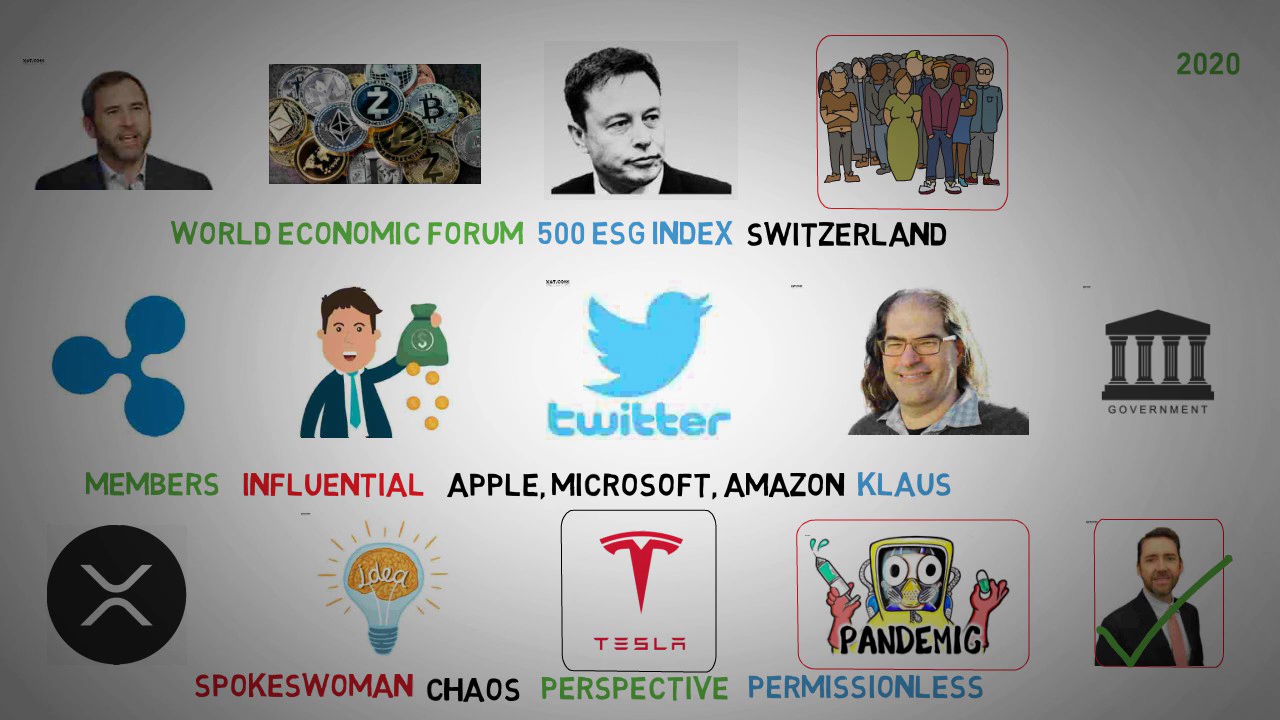 2020
WORLD ECONOMIC FORUM 500 ESG INDEX SWITZERLAND
twitter
GOVERNMENT
MEMBERS INFLUENTIAL APPLE, MICROSOFT, AMAZON KLAUS
idea
TESLA
PANDEMIC
SPOKESWOMAN CHAOS PERSPECTIVE PERMISSIONLESS